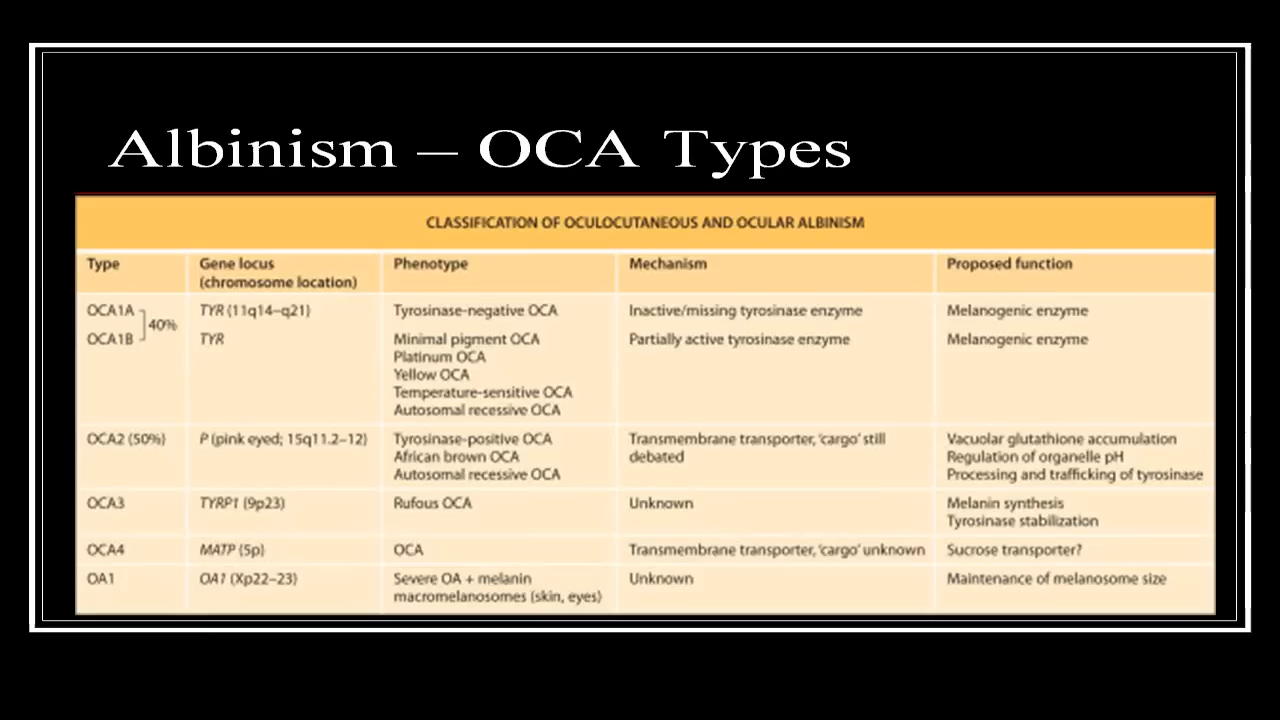 Albinism – OCA Types
CLASSIFICATION OF OCULOCUTANEOUS AND OCULAR ALBINISM
Type Gene locus Phenotype Mechanism Proposed function
(chromosome location)
OCA1A TYR (11q14–q21) Tyrosinase-negative OCA Inactive/missing tyrosinase enzyme Melanogenic enzyme
40%
OCA1B TYR Minimal pigment OCA Partially active tyrosinase enzyme Melanogenic enzyme
Platinum OCA
Yellow OCA
Temperature-sensitive OCA
Autosomal recessive OCA
OCA2 (50%) P (pink eyed; 15q11.2–12) Tyrosinase-positive OCA Transmembrane transporter, 'cargo' still Vacuolar glutathione accumulation
African brown OCA debated Regulation of organelle pH
Autosomal recessive OCA Processing and trafficking of tyrosinase
OCA3 TYRP1 (9p23) Rufous OCA Unknown Melanin synthesis
Tyrosinase stabilization
OCA4 MATP (5p) OCA Transmembrane transporter, 'cargo' unknown Sucrose transporter?
OA1 OA1 (Xp22–23) Severe OA + melanin Unknown Maintenance of melanosome size
macromelanosomes (skin, eyes)